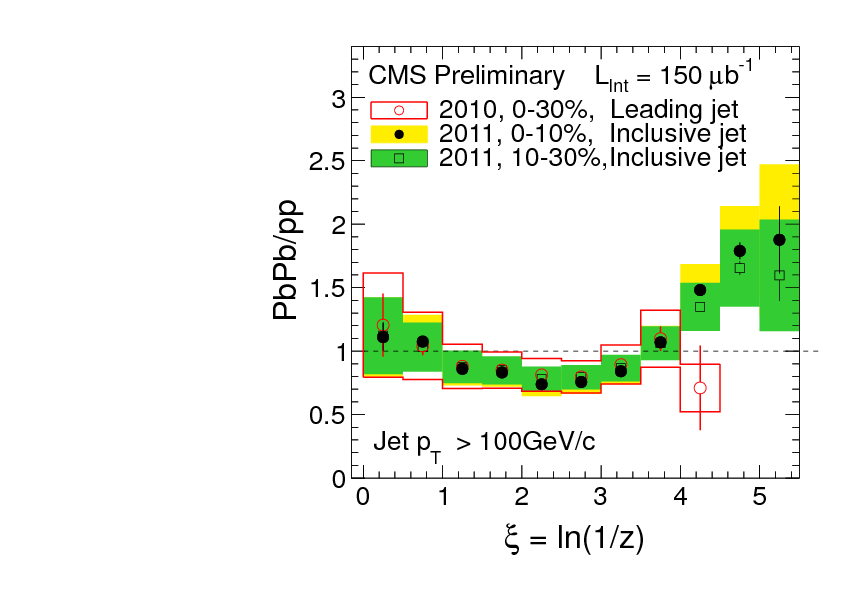 CMS Preliminary L_Int = 150 μb^-1
2010, 0-30%, Leading jet
2011, 0-10%, Inclusive jet
2011, 10-30%,Inclusive jet
PbPb/pp
3
2.5
2
1.5
1
0.5
0
Jet p_T > 100GeV/c
0 1 2 3 4 5
ξ = ln(1/z)